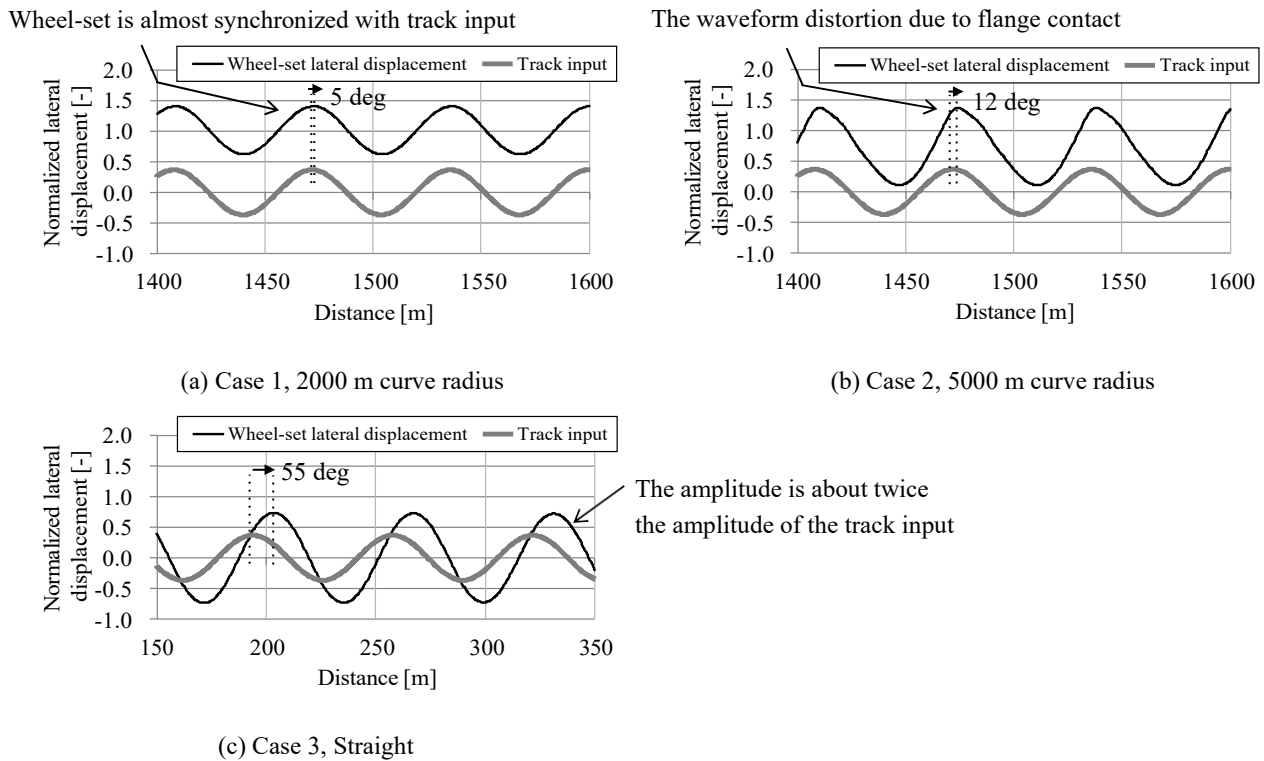 Wheel-set is almost synchronized with track input
Wheel-set lateral displacement
Track input
Normalized lateral
displacement [-]
2.0
1.5
1.0
0.5
0.0
-0.5
-1.0
5 deg
1400
1450
1500
1550
1600
Distance [m]
(a) Case 1, 2000 m curve radius
The waveform distortion due to flange contact
Wheel-set lateral displacement
Track input
Normalized lateral
displacement [-]
2.0
1.5
1.0
0.5
0.0
-0.5
-1.0
12 deg
1400
1450
1500
1550
1600
Distance [m]
(b) Case 2, 5000 m curve radius
Wheel-set lateral displacement
Track input
Normalized lateral
displacement [-]
2.0
1.5
1.0
0.5
0.0
-0.5
-1.0
55 deg
The amplitude is about twice
the amplitude of the track input
150
200
250
300
350
Distance [m]
(c) Case 3, Straight